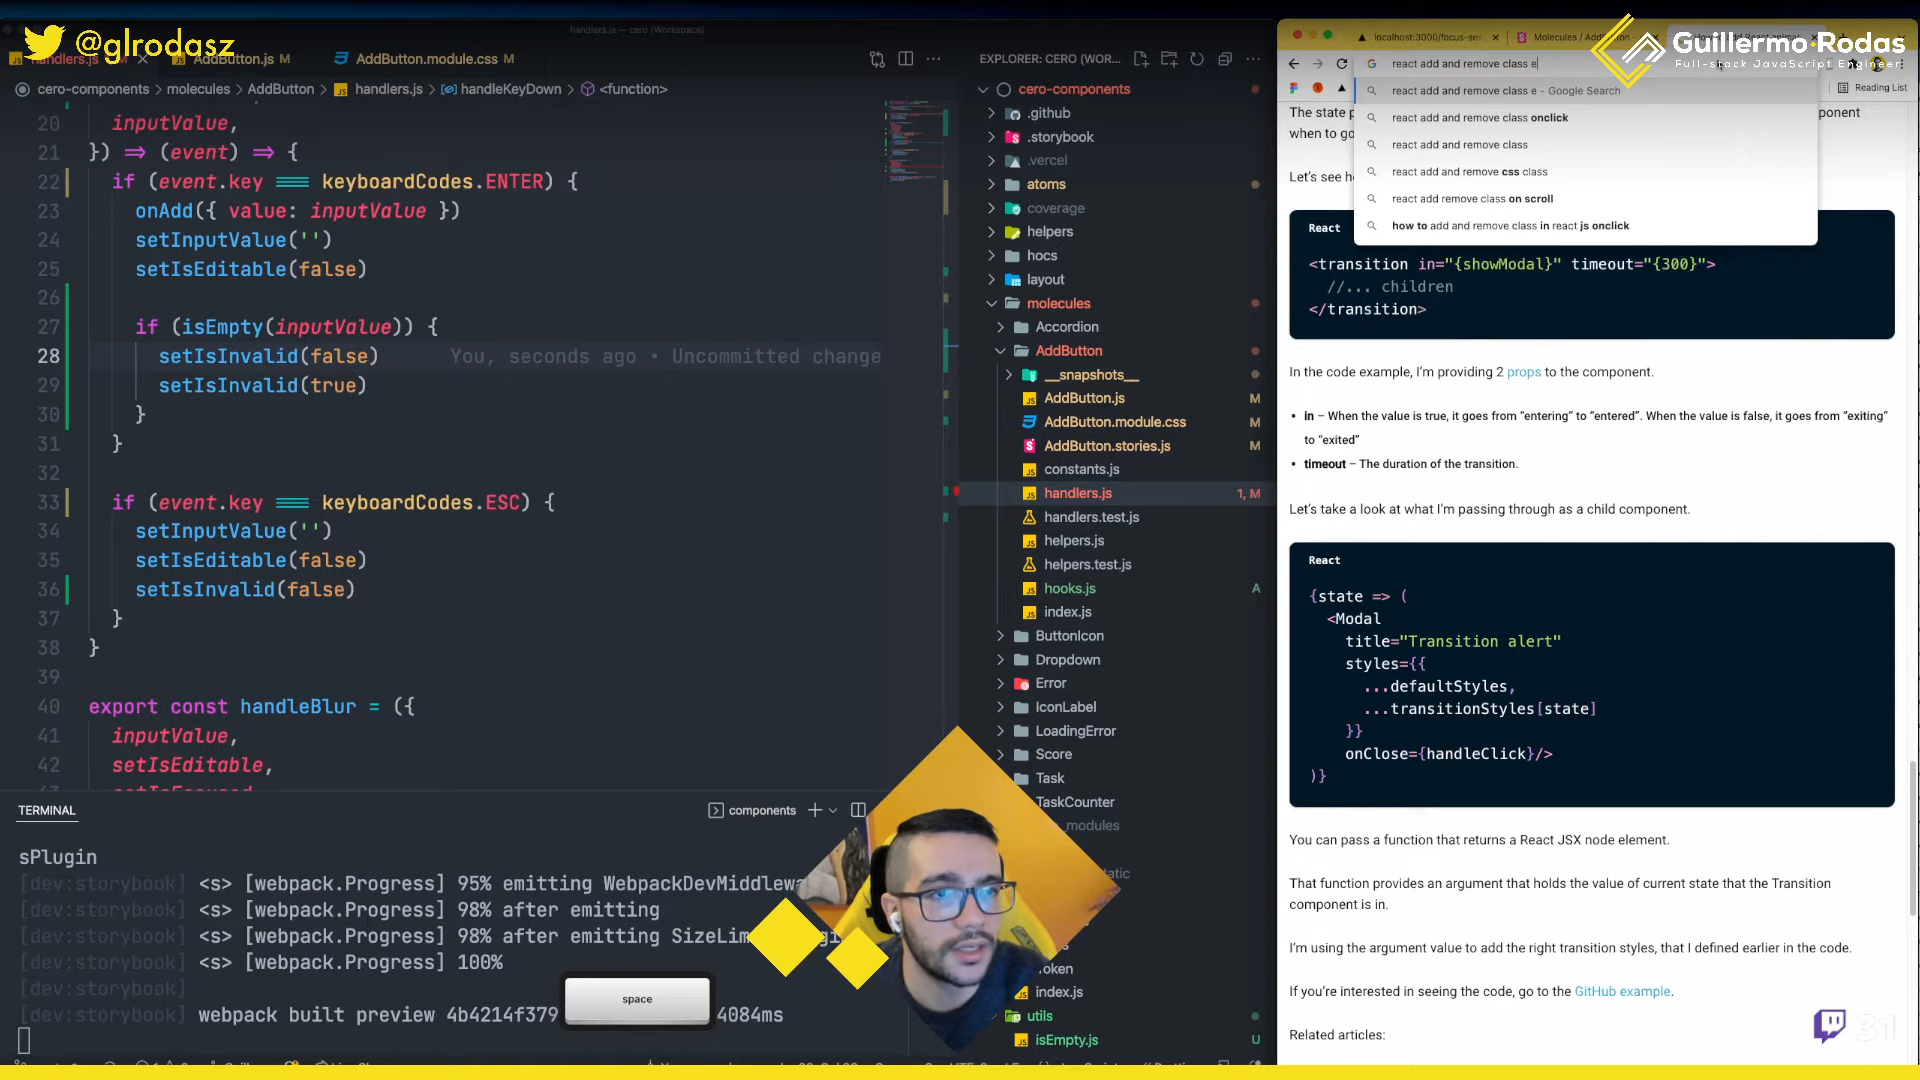 @glrodasz
handlers.js — cero (Workspace)
handlers.js M
AddButton.js M
AddButton.module.css M
cero-components > molecules > AddButton > handlers.js > handleKeyDown > <function>
20 inputValue,
21 }) => (event) => {
22 if (event.key === keyboardCodes.ENTER) {
23 onAdd({ value: inputValue })
24 setInputValue('')
25 setIsEditable(false)
26
27 if (isEmpty(inputValue)) {
28 setIsInvalid(false) You, seconds ago • Uncommitted change
29 setIsInvalid(true)
30 }
31 }
32
33 if (event.key === keyboardCodes.ESC) {
34 setInputValue('')
35 setIsEditable(false)
36 setIsInvalid(false)
37 }
38 }
39
40 export const handleBlur = ({
41 inputValue,
42 setIsEditable,
TERMINAL
components
sPlugin
[dev:storybook] <s> [webpack.Progress] 95% emitting WebpackDevMiddlewa
[dev:storybook] <s> [webpack.Progress] 98% after emitting
[dev:storybook] <s> [webpack.Progress] 98% after emitting SizeLim
[dev:storybook] <s> [webpack.Progress] 100%
[dev:storybook]
[dev:storybook] webpack built preview 4b4214f379 4084ms
space
EXPLORER: CERO (WOR...
cero-components
.github
.storybook
.vercel
atoms
coverage
helpers
hocs
layout
molecules
Accordion
AddButton
__snapshots__
AddButton.js M
AddButton.module.css M
AddButton.stories.js M
constants.js
handlers.js 1, M
handlers.test.js
helpers.js
helpers.test.js
hooks.js A
index.js
ButtonIcon
Dropdown
Error
IconLabel
LoadingError
Score
Task
TaskCounter
_modules
index.js
utils
isEmpty.js U
localhost:3000/focus-se
Molecules / AddButton
Guillermo Rodas
Full-stack JavaScript Engineer
react add and remove class e
Reading List
react add and remove class e - Google Search
react add and remove class onclick
react add and remove class
react add and remove css class
react add remove class on scroll
how to add and remove class in react js onclick
The state p
ponent
when to go
Let's see h
React
<transition in="{showModal}" timeout="{300}">
//... children
</transition>
In the code example, I'm providing 2 props to the component.
• in – When the value is true, it goes from "entering" to "entered". When the value is false, it goes from "exiting"
to "exited"
• timeout – The duration of the transition.
Let's take a look at what I'm passing through as a child component.
React
{state => (
<Modal
title="Transition alert"
styles={{
...defaultStyles,
...transitionStyles[state]
}}
onClose={handleClick}/>
)}
You can pass a function that returns a React JSX node element.
That function provides an argument that holds the value of current state that the Transition
component is in.
I'm using the argument value to add the right transition styles, that I defined earlier in the code.
If you're interested in seeing the code, go to the GitHub example.
Related articles:
31